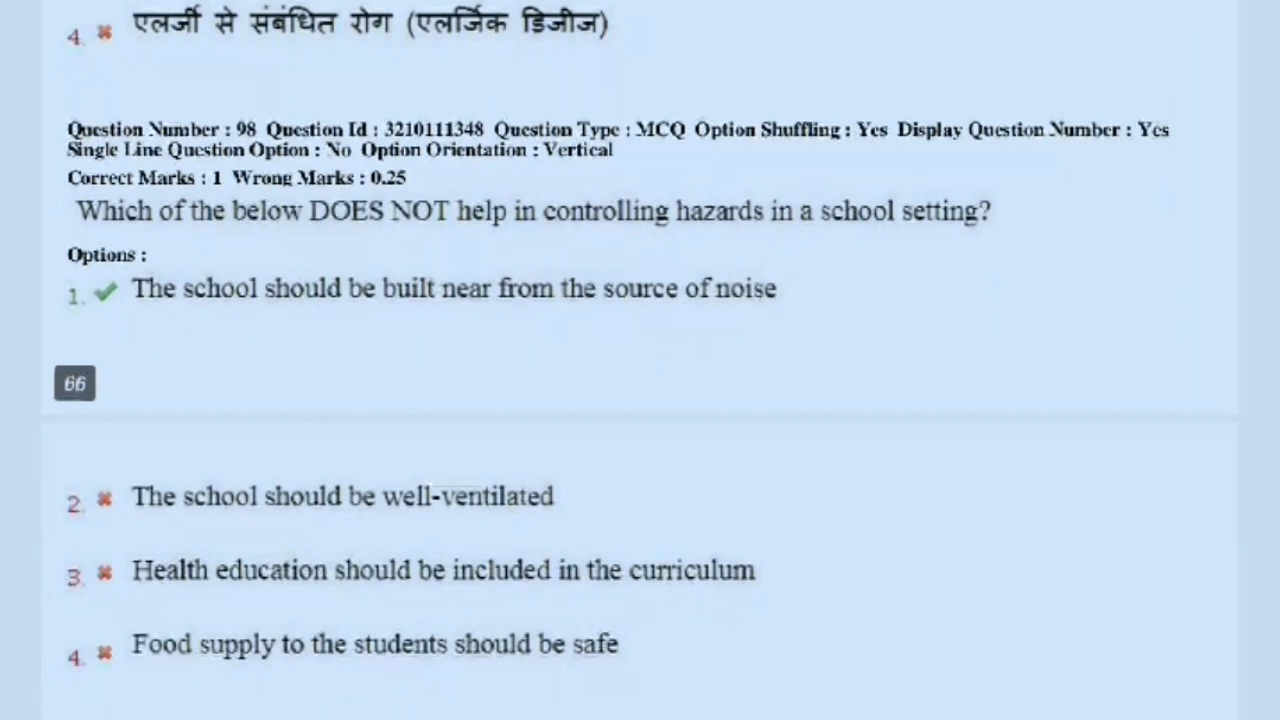 4. एलर्जी से संबंधित रोग (एलर्जिक डिजीज)
Question Number : 98 Question Id : 3210111348 Question Type : MCQ Option Shuffling : Yes Display Question Number : Yes
Single Line Question Option : No Option Orientation : Vertical
Correct Marks : 1 Wrong Marks : 0.25
Which of the below DOES NOT help in controlling hazards in a school setting?
Options :
1. The school should be built near from the source of noise
66
2. The school should be well-ventilated
3. Health education should be included in the curriculum
4. Food supply to the students should be safe